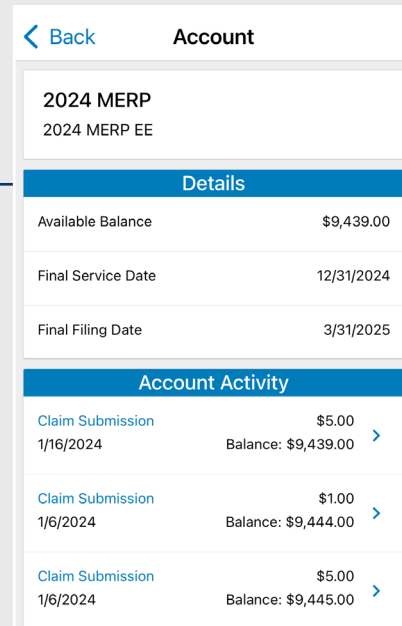 Back Account
2024 MERP
2024 MERP EE
Details
Available Balance $9,439.00
Final Service Date 12/31/2024
Final Filing Date 3/31/2025
Account Activity
Claim Submission $5.00
1/16/2024 Balance: $9,439.00
Claim Submission $1.00
1/6/2024 Balance: $9,444.00
Claim Submission $5.00
1/6/2024 Balance: $9,445.00